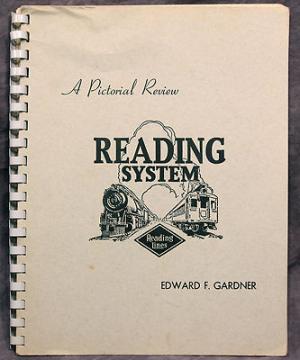 A Pictorial Review
READING
SYSTEM
Reading
Lines
EDWARD F. GARDNER